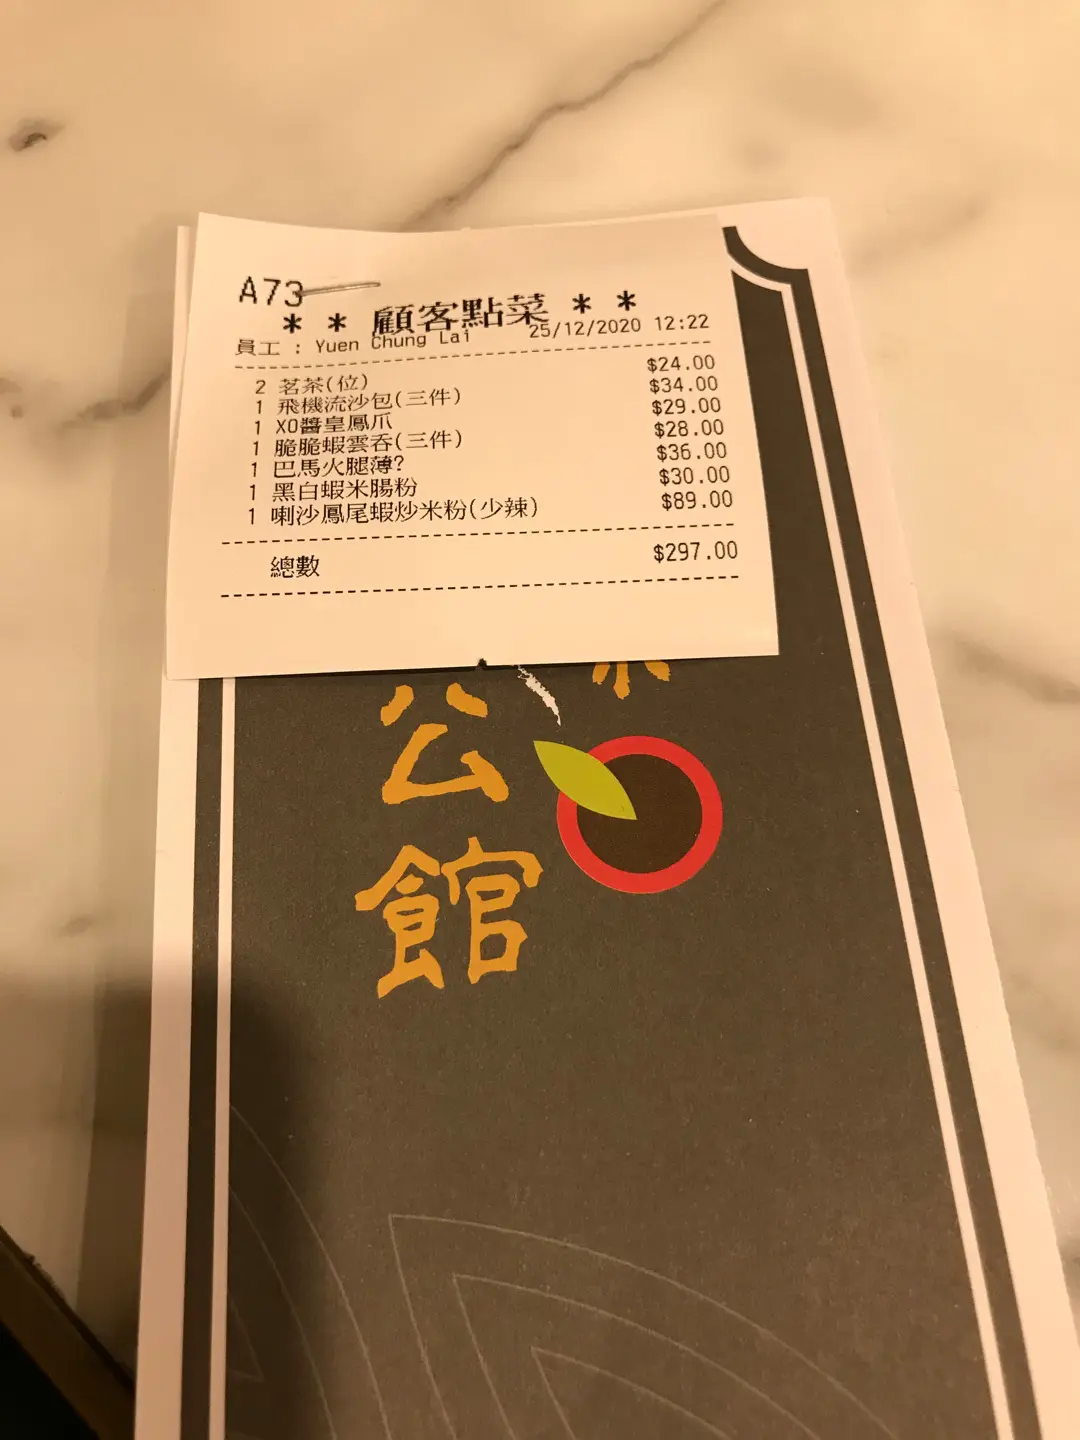 A73
** 顧客點菜 **
員工 : Yuen Chung Lai 25/12/2020 12:22
2 茗茶(位) $24.00
1 飛機流沙包(三件) $34.00
1 XO醬皇鳳爪 $29.00
1 脆脆蝦雲吞(三件) $28.00
1 巴馬火腿薄? $36.00
1 黑白蝦米腸粉 $30.00
1 喇沙鳳尾蝦炒米粉(少辣) $89.00
總數 $297.00
公
館